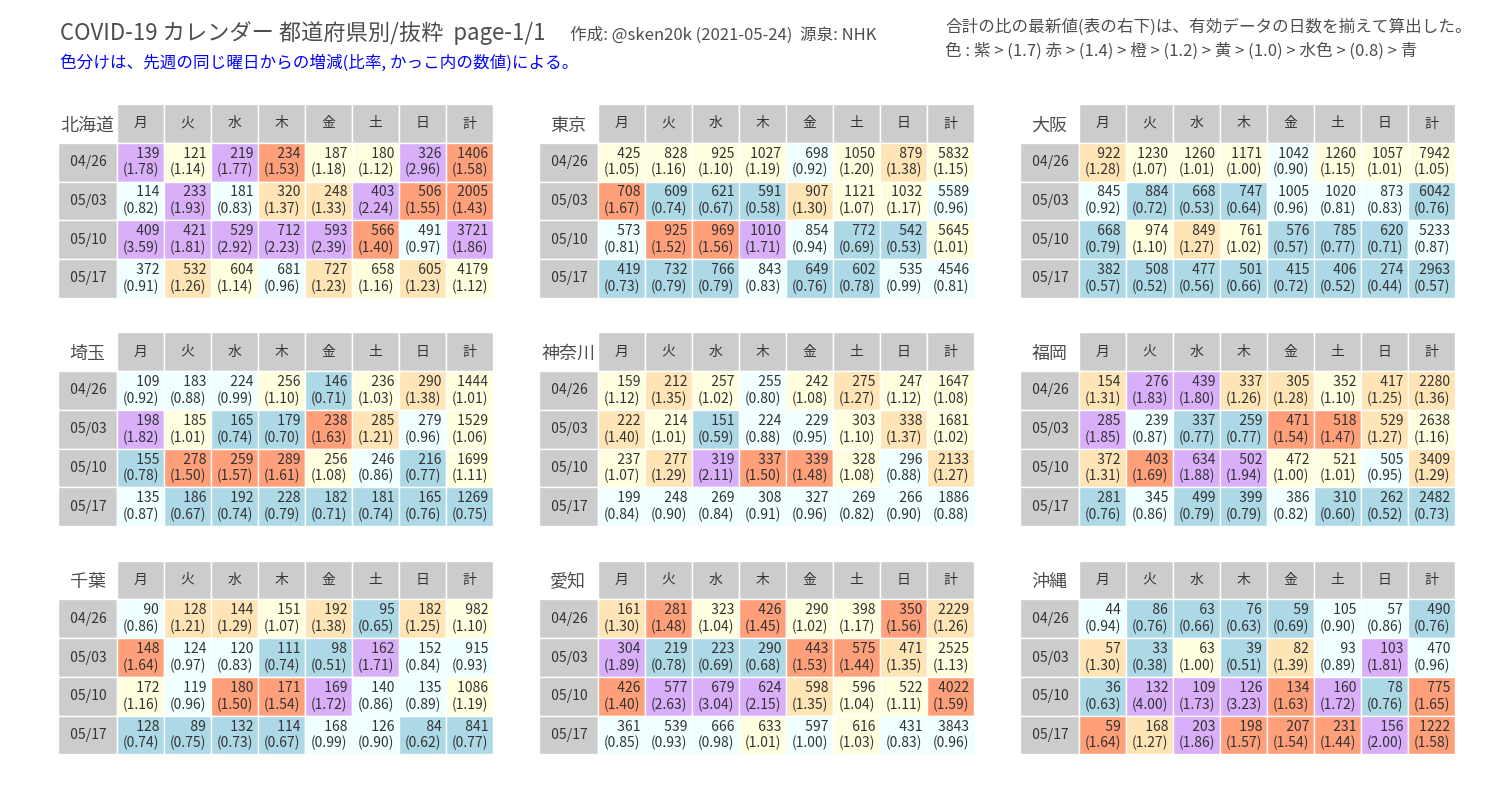 COVID-19 カレンダー 都道府県別/抜粋 page-1/1 作成: @sken20k (2021-05-24) 源泉: NHK
合計の比の最新値(表の右下)は、有効データの日数を揃えて算出した。
色分けは、先週の同じ曜日からの増減(比率, かっこ内の数値)による。
色 : 紫 > (1.7) 赤 > (1.4) > 橙 > (1.2) > 黄 > (1.0) > 水色 > (0.8) > 青
北海道 月 火 水 木 金 土 日 計
04/26 139 121 219 234 187 180 326 1406
(1.78) (1.14) (1.77) (1.53) (1.18) (1.12) (2.96) (1.58)
05/03 114 233 181 320 248 403 506 2005
(0.82) (1.93) (0.83) (1.37) (1.33) (2.24) (1.55) (1.43)
05/10 409 421 529 712 593 566 491 3721
(3.59) (1.81) (2.92) (2.23) (2.39) (1.40) (0.97) (1.86)
05/17 372 532 604 681 727 658 605 4179
(0.91) (1.26) (1.14) (0.96) (1.23) (1.16) (1.23) (1.12)
東京 月 火 水 木 金 土 日 計
04/26 425 828 925 1027 698 1050 879 5832
(1.05) (1.16) (1.10) (1.19) (0.92) (1.20) (1.38) (1.15)
05/03 708 609 621 591 907 1121 1032 5589
(1.67) (0.74) (0.67) (0.58) (1.30) (1.07) (1.17) (0.96)
05/10 573 925 969 1010 854 772 542 5645
(0.81) (1.52) (1.56) (1.71) (0.94) (0.69) (0.53) (1.01)
05/17 419 732 766 843 649 602 535 4546
(0.73) (0.79) (0.79) (0.83) (0.76) (0.78) (0.99) (0.81)
大阪 月 火 水 木 金 土 日 計
04/26 922 1230 1260 1171 1042 1260 1057 7942
(1.28) (1.07) (1.01) (1.00) (0.90) (1.15) (1.01) (1.05)
05/03 845 884 668 747 1005 1020 873 6042
(0.92) (0.72) (0.53) (0.64) (0.96) (0.81) (0.83) (0.76)
05/10 668 974 849 761 576 785 620 5233
(0.79) (1.10) (1.27) (1.02) (0.57) (0.77) (0.71) (0.87)
05/17 382 508 477 501 415 406 274 2963
(0.57) (0.52) (0.56) (0.66) (0.72) (0.52) (0.44) (0.57)
埼玉 月 火 水 木 金 土 日 計
04/26 109 183 224 256 146 236 290 1444
(0.92) (0.88) (0.99) (1.10) (0.71) (1.03) (1.38) (1.01)
05/03 198 185 165 179 238 285 279 1529
(1.82) (1.01) (0.74) (0.70) (1.63) (1.21) (0.96) (1.06)
05/10 155 278 259 289 256 246 216 1699
(0.78) (1.50) (1.57) (1.61) (1.08) (0.86) (0.77) (1.11)
05/17 135 186 192 228 182 181 165 1269
(0.87) (0.67) (0.74) (0.79) (0.71) (0.74) (0.76) (0.75)
神奈川 月 火 水 木 金 土 日 計
04/26 159 212 257 255 242 275 247 1647
(1.12) (1.35) (1.02) (0.80) (1.08) (1.27) (1.12) (1.08)
05/03 222 214 151 224 229 303 338 1681
(1.40) (1.01) (0.59) (0.88) (0.95) (1.10) (1.37) (1.02)
05/10 237 277 319 337 339 328 296 2133
(1.07) (1.29) (2.11) (1.50) (1.48) (1.08) (0.88) (1.27)
05/17 199 248 269 308 327 269 266 1886
(0.84) (0.90) (0.84) (0.91) (0.96) (0.82) (0.90) (0.88)
福岡 月 火 水 木 金 土 日 計
04/26 154 276 439 337 305 352 417 2280
(1.31) (1.83) (1.80) (1.26) (1.28) (1.10) (1.25) (1.36)
05/03 285 239 337 259 471 518 529 2638
(1.85) (0.87) (0.77) (0.77) (1.54) (1.47) (1.27) (1.16)
05/10 372 403 634 502 472 521 505 3409
(1.31) (1.69) (1.88) (1.94) (1.00) (1.01) (0.95) (1.29)
05/17 281 345 499 399 386 310 262 2482
(0.76) (0.86) (0.79) (0.79) (0.82) (0.60) (0.52) (0.73)
千葉 月 火 水 木 金 土 日 計
04/26 90 128 144 151 192 95 182 982
(0.86) (1.21) (1.29) (1.07) (1.38) (0.65) (1.25) (1.10)
05/03 148 124 120 111 98 162 152 915
(1.64) (0.97) (0.83) (0.74) (0.51) (1.71) (0.84) (0.93)
05/10 172 119 180 171 169 140 135 1086
(1.16) (0.96) (1.50) (1.54) (1.72) (0.86) (0.89) (1.19)
05/17 128 89 132 114 168 126 84 841
(0.74) (0.75) (0.73) (0.67) (0.99) (0.90) (0.62) (0.77)
愛知 月 火 水 木 金 土 日 計
04/26 161 281 323 426 290 398 350 2229
(1.30) (1.48) (1.04) (1.45) (1.02) (1.17) (1.56) (1.26)
05/03 304 219 223 290 443 575 471 2525
(1.89) (0.78) (0.69) (0.68) (1.53) (1.44) (1.35) (1.13)
05/10 426 577 679 624 598 596 522 4022
(1.40) (2.63) (3.04) (2.15) (1.35) (1.04) (1.11) (1.59)
05/17 361 539 666 633 597 616 431 3843
(0.85) (0.93) (0.98) (1.01) (1.00) (1.03) (0.83) (0.96)
沖縄 月 火 水 木 金 土 日 計
04/26 44 86 63 76 59 105 57 490
(0.94) (0.76) (0.66) (0.63) (0.69) (0.90) (0.86) (0.76)
05/03 57 33 63 39 82 93 103 470
(1.30) (0.38) (1.00) (0.51) (1.39) (0.89) (1.81) (0.96)
05/10 36 132 109 126 134 160 78 775
(0.63) (4.00) (1.73) (3.23) (1.63) (1.72) (0.76) (1.65)
05/17 59 168 203 198 207 231 156 1222
(1.64) (1.27) (1.86) (1.57) (1.54) (1.44) (2.00) (1.58)